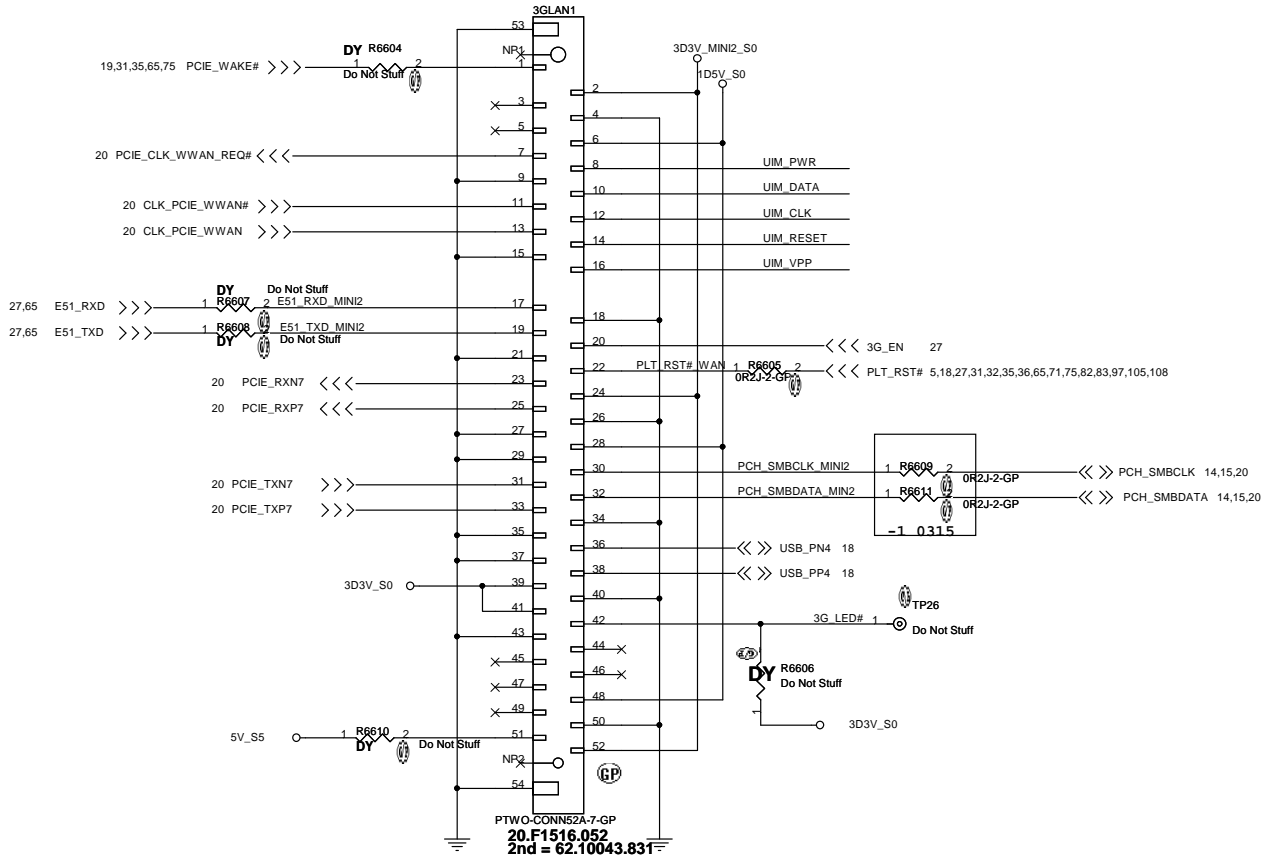 3GLAN1
53
NP1
DY R6604
19,31,35,65,75 PCIE_WAKE# 1 2 1
Do Not Stuff
3D3V_MINI2_S0
1D5V_S0
2
3
4
5
6
20 PCIE_CLK_WWAN_REQ# 7
8 UIM_PWR
9
10 UIM_DATA
20 CLK_PCIE_WWAN# 11
12 UIM_CLK
20 CLK_PCIE_WWAN 13
14 UIM_RESET
15
16 UIM_VPP
DY Do Not Stuff
27,65 E51_RXD 1 R6607 2 E51_RXD_MINI2 17
18
27,65 E51_TXD 1 R6608 2 E51_TXD_MINI2 19
DY Do Not Stuff
20 3G_EN 27
21
22 PLT_RST#_WAN 1 R6605 2 PLT_RST# 5,18,27,31,32,35,36,65,71,75,82,83,97,105,108
0R2J-2-GP
20 PCIE_RXN7 23
24
20 PCIE_RXP7 25
26
27
28
29
30 PCH_SMBCLK_MINI2 1 R6609 2 PCH_SMBCLK 14,15,20
0R2J-2-GP
20 PCIE_TXN7 31
32 PCH_SMBDATA_MIN2 1 R6611 2 PCH_SMBDATA 14,15,20
0R2J-2-GP
20 PCIE_TXP7 33
34
-1 0315
35
36 USB_PN4 18
37
38 USB_PP4 18
3D3V_S0 39
40
TP26
41
42 3G_LED# 1
Do Not Stuff
43
44
45
46
DY R6606
Do Not Stuff
47
48
1
49
50 3D3V_S0
5V_S5 1 R6610 2 51
DY Do Not Stuff
52
NP2
GP
54
PTWO-CONN52A-7-GP
20.F1516.052
2nd = 62.10043.831